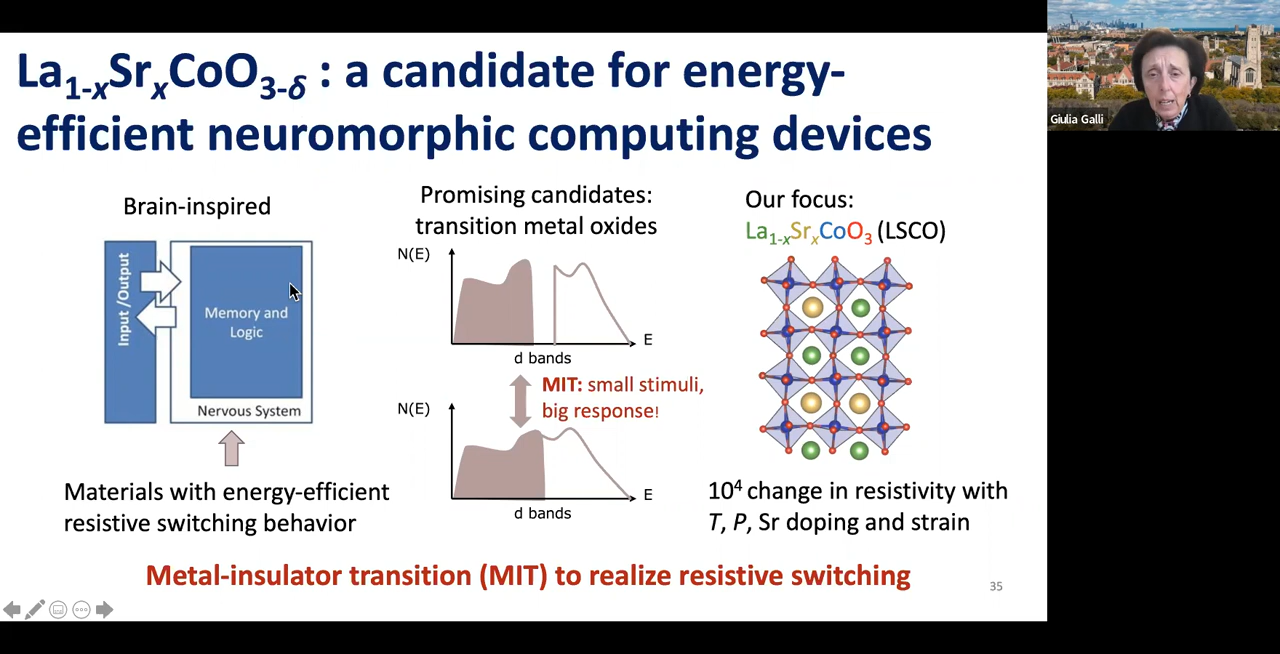 La1-xSrxCoO3-δ : a candidate for energy-
efficient neuromorphic computing devices
Giulia Galli
Brain-inspired
Input /Output
Memory and
Logic
Nervous System
Materials with energy-efficient
resistive switching behavior
Promising candidates:
transition metal oxides
N(E)
E
d bands
MIT: small stimuli,
big response!
N(E)
E
d bands
Our focus:
La1-xSrxCoO3 (LSCO)
10⁴ change in resistivity with
T, P, Sr doping and strain
Metal-insulator transition (MIT) to realize resistive switching
35